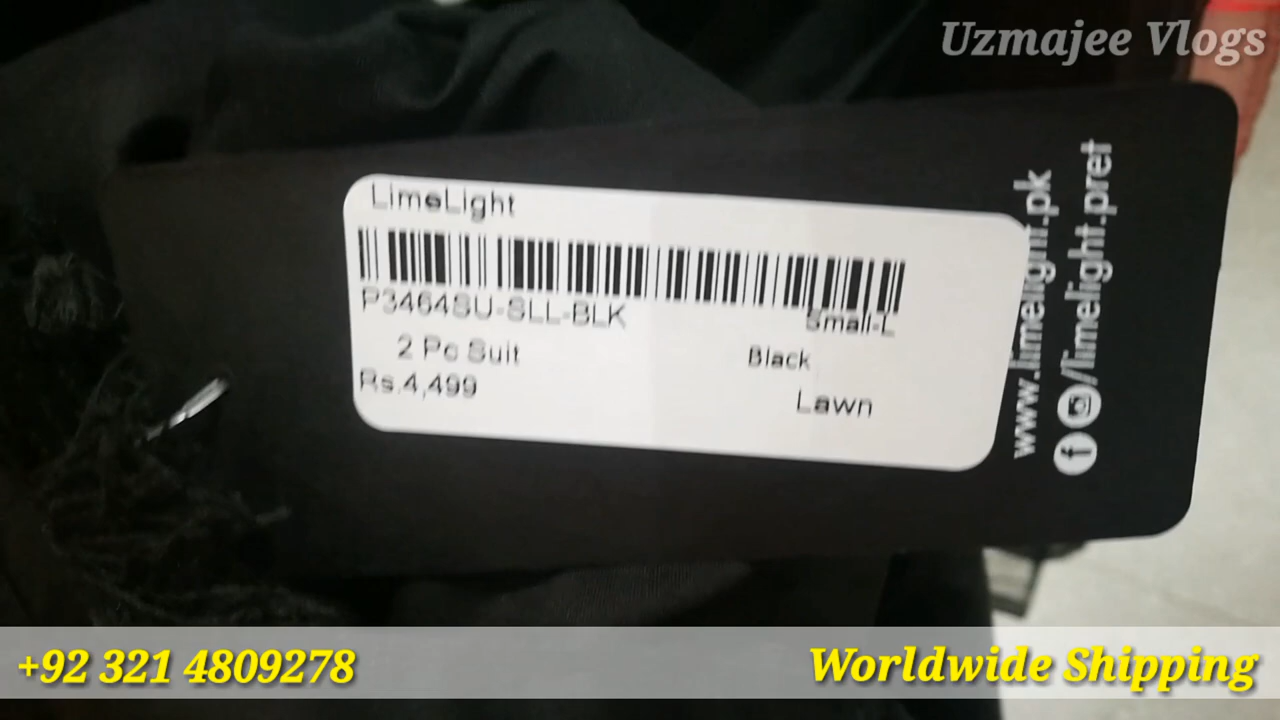 Uzmajee Vlogs
LimeLight
P3464SU-SLL-BLK Small-L
2 Pc Suit Black
Rs.4,499 Lawn
www.limelight.pk
/limelight.pret
+92 321 4809278 Worldwide Shipping